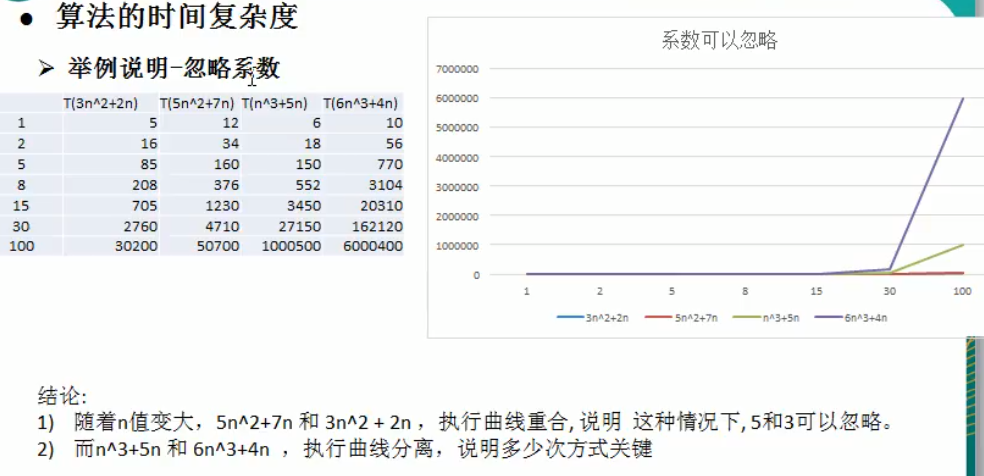 ● 算法的时间复杂度
➢ 举例说明-忽略系数
T(3n^2+2n) T(5n^2+7n) T(n^3+5n) T(6n^3+4n)
1 5 12 6 10
2 16 34 18 56
5 85 160 150 770
8 208 376 552 3104
15 705 1230 3450 20310
30 2760 4710 27150 162120
100 30200 50700 1000500 6000400
系数可以忽略
7000000
6000000
5000000
4000000
3000000
2000000
1000000
0
1 2 5 8 15 30 100
3n^2+2n 5n^2+7n n^3+5n 6n^3+4n
结论:
1) 随着n值变大，5n^2+7n 和 3n^2 + 2n ，执行曲线重合, 说明 这种情况下, 5和3可以忽略。
2) 而n^3+5n 和 6n^3+4n ，执行曲线分离，说明多少次方式关键